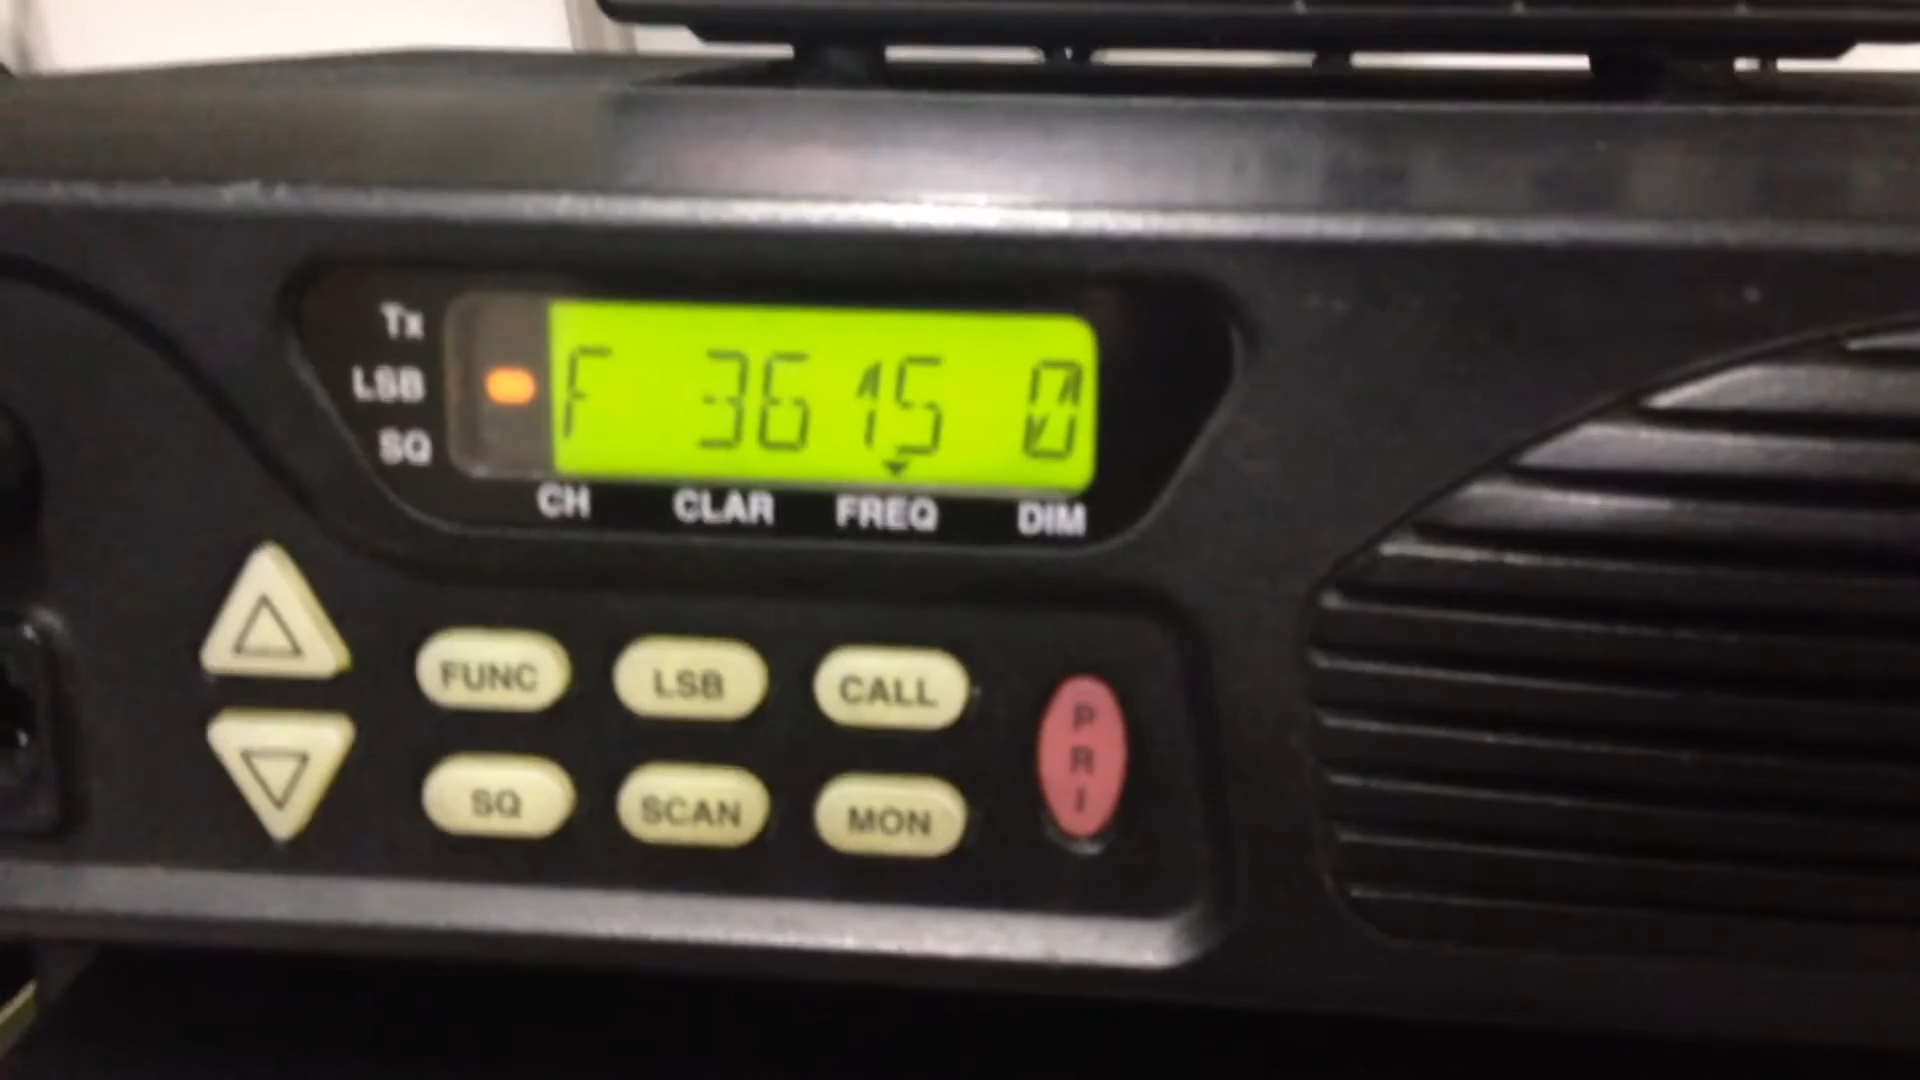 Tx
LSB
SQ
F 3615 0
CH CLAR FREQ DIM
FUNC LSB CALL
SQ SCAN MON
PRI